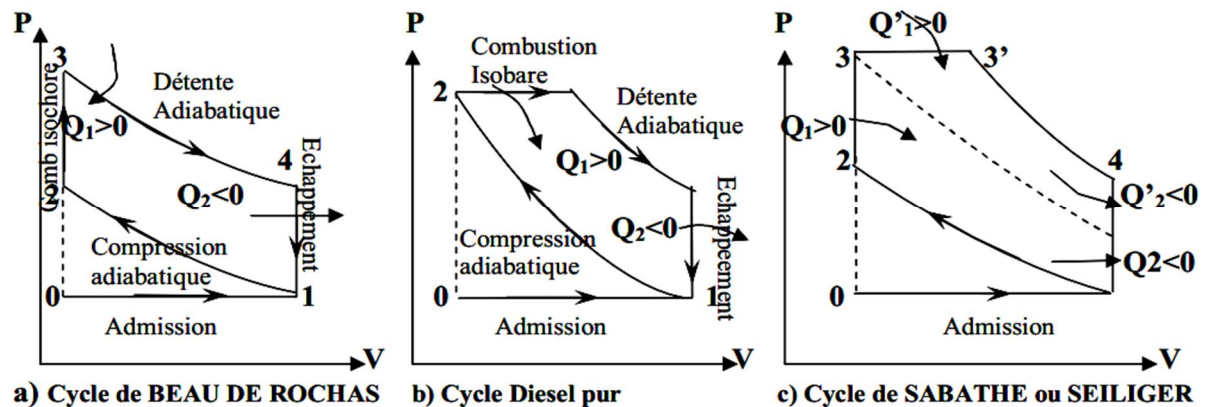 P
3
Détente
Adiabatique
Comb isochore
Q₁>0
4
Echappement
2
Q₂<0
Compression
adiabatique
0
1
Admission
V
a) Cycle de BEAU DE ROCHAS
P
Combustion
Isobare
2
Détente
Adiabatique
Q₁>0
Echappeement
Q₂<0
Compression
adiabatique
0
1
Admission
V
b) Cycle Diesel pur
P
Q’₁>0
3
3’
Q₁>0
2
4
Q’₂<0
Q2<0
0
Admission
V
c) Cycle de SABATHE ou SEILIGER